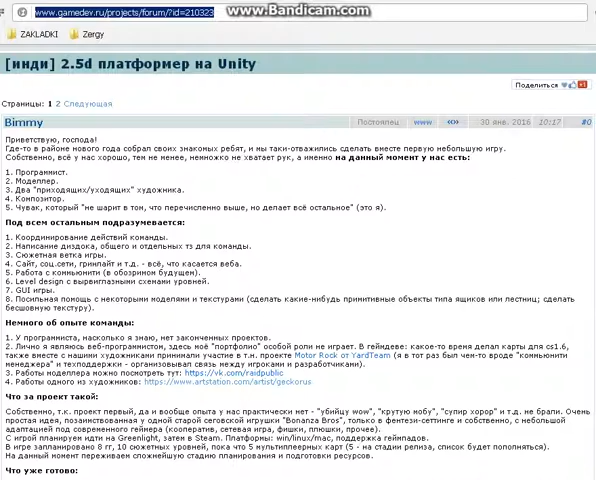 www.gamedev.ru/projects/forum/?id=210323
www.Bandicam.com
ZAKLADKI Zergy
[инди] 2.5d платформер на Unity
Поделиться +1
Страницы: 1 2 Следующая
Bimmy Постоялец www «» 30 янв. 2016 10:17 #0
Приветствую, господа!
Где-то в районе нового года собрал своих знакомых ребят, и мы таки-отважились сделать вместе первую небольшую игру.
Собственно, всё у нас хорошо, тем не менее, немножко не хватает рук, а именно на данный момент у нас есть:
1. Программист.
2. Моделлер.
3. Два "приходящих/уходящих" художника.
4. Композитор.
5. Чувак, который "не шарит в том, что перечисленно выше, но делает всё остальное" (это я).
Под всем остальным подразумевается:
1. Координирование действий команды.
2. Написание диздока, общего и отдельных тз для команды.
3. Сюжетная ветка игры.
4. Сайт, соц.сети, гринлайт и т.д. - всё, что касается веба.
5. Работа с комьюнити (в обозримом будущем).
6. Level design с вырвиглазными схемами уровней.
7. GUI игры.
8. Посильная помощь с некоторыми моделями и текстурами (сделать какие-нибудь примитивные объекты типа ящиков или лестниц; сделать
бесшовную текстуру).
Немного об опыте команды:
1. У программиста, насколько я знаю, нет законченных проектов.
2. Лично я являюсь веб-программистом, здесь моё "портфолио" особой роли не играет. В геймдеве: какое-то время делал карты для cs1.6,
также вместе с нашими художниками принимали участие в т.н. проекте Motor Rock от YardTeam (я в тот раз был чем-то вроде "коммьюнити
менеджера" и техподдержки - организовывал связь между игроками и разработчиками).
3. Работы моделлера можно посмотреть тут: https://vk.com/raidpublic
4. Работы одного из художников: https://www.artstation.com/artist/geckorus
Что за проект такой:
Собственно, т.к. проект первый, да и вообще опыта у нас практически нет - "убийцу wow", "крутую мобу", "супир хорор" и т.д. не брали. Очень
простая идея, позаинствованная у одной старой сеговской игрушки "Bonanza Bros", только в фентези-сеттинге и собственно, с небольшой
адаптацией под современного геймера (кооператив, сетевая игра, фишки, плюшки, прочее).
С игрой планируем идти на Greenlight, затем в Steam. Платформы: win/linux/mac, поддержка геймпадов.
В игре запланировано 8 гг, 10 сюжетных уровней, пока что 5 мультиплеерных карт (5 - на стадии релиза, список будет пополняться).
На данный момент переживаем сложнейшую стадию планирования и подготовки ресурсов.
Что уже готово: